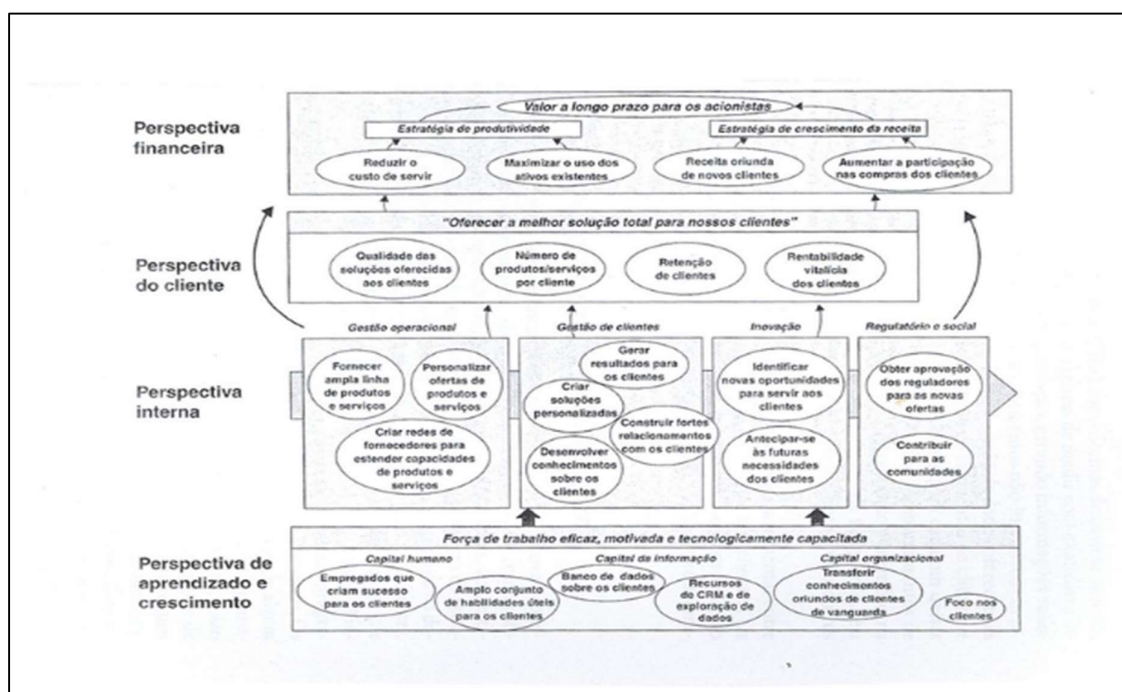 Valor a longo prazo para os acionistas
Perspectiva
financeira
Estratégia de produtividade
Estratégia de crescimento da receita
Reduzir o
custo de servir
Maximizar o uso dos
ativos existentes
Receita oriunda
de novos clientes
Aumentar a participação
nas compras dos clientes
"Oferecer a melhor solução total para nossos clientes"
Perspectiva
do cliente
Qualidade das
soluções oferecidas
aos clientes
Número de
produtos/serviços
por cliente
Retenção
de clientes
Rentabilidade
vitalícia
dos clientes
Gestão operacional
Gestão de clientes
Inovação
Regulatório e social
Perspectiva
interna
Fornecer
ampla linha
de produtos
e serviços
Personalizar
ofertas de
produtos e
serviços
Criar redes de
fornecedores para
estender capacidades
de produtos e
serviços
Gerar
resultados para
os clientes
Criar
soluções
personalizadas
Construir fortes
relacionamentos
com os clientes
Desenvolver
conhecimentos
sobre os
clientes
Identificar
novas oportunidades
para servir aos
clientes
Antecipar-se
às futuras
necessidades
dos clientes
Obter aprovação
dos reguladores
para as novas
ofertas
Contribuir
para as
comunidades
Força de trabalho eficaz, motivada e tecnologicamente capacitada
Perspectiva de
aprendizado e
crescimento
Capital humano
Capital da informação
Capital organizacional
Empregados que
criam sucesso
para os clientes
Amplo conjunto
de habilidades úteis
para os clientes
Banco de dados
sobre os clientes
Recursos
do CRM e de
exploração de
dados
Transferir
conhecimentos
oriundos de clientes
de vanguarda
Foco nos
clientes